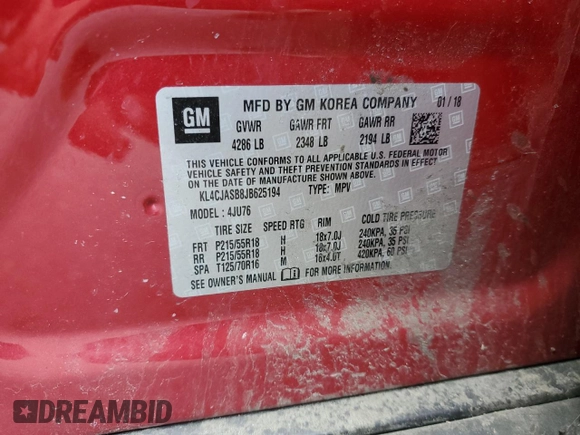 GM
MFD BY GM KOREA COMPANY 01 / 18
GVWR GAWR FRT GAWR RR
4286 LB 2348 LB 2194 LB
THIS VEHICLE CONFORMS TO ALL APPLICABLE U.S. FEDERAL MOTOR
VEHICLE SAFETY AND THEFT PREVENTION STANDARDS IN EFFECT
ON THE DATE OF MANUFACTURE SHOWN ABOVE.
KL4CJASB8JB625194 TYPE: MPV
MODEL: 4JU76
TIRE SIZE SPEED RTG RIM COLD TIRE PRESSURE
FRT P215/55R18 H 18x7.0J 240KPA, 35 PSI
RR P215/55R18 H 18x7.0J 240KPA, 35 PSI
SPA T125/70R16 M 16x4.0T 420KPA, 60 PSI
SEE OWNER'S MANUAL FOR MORE INFORMATION.
DREAMBID